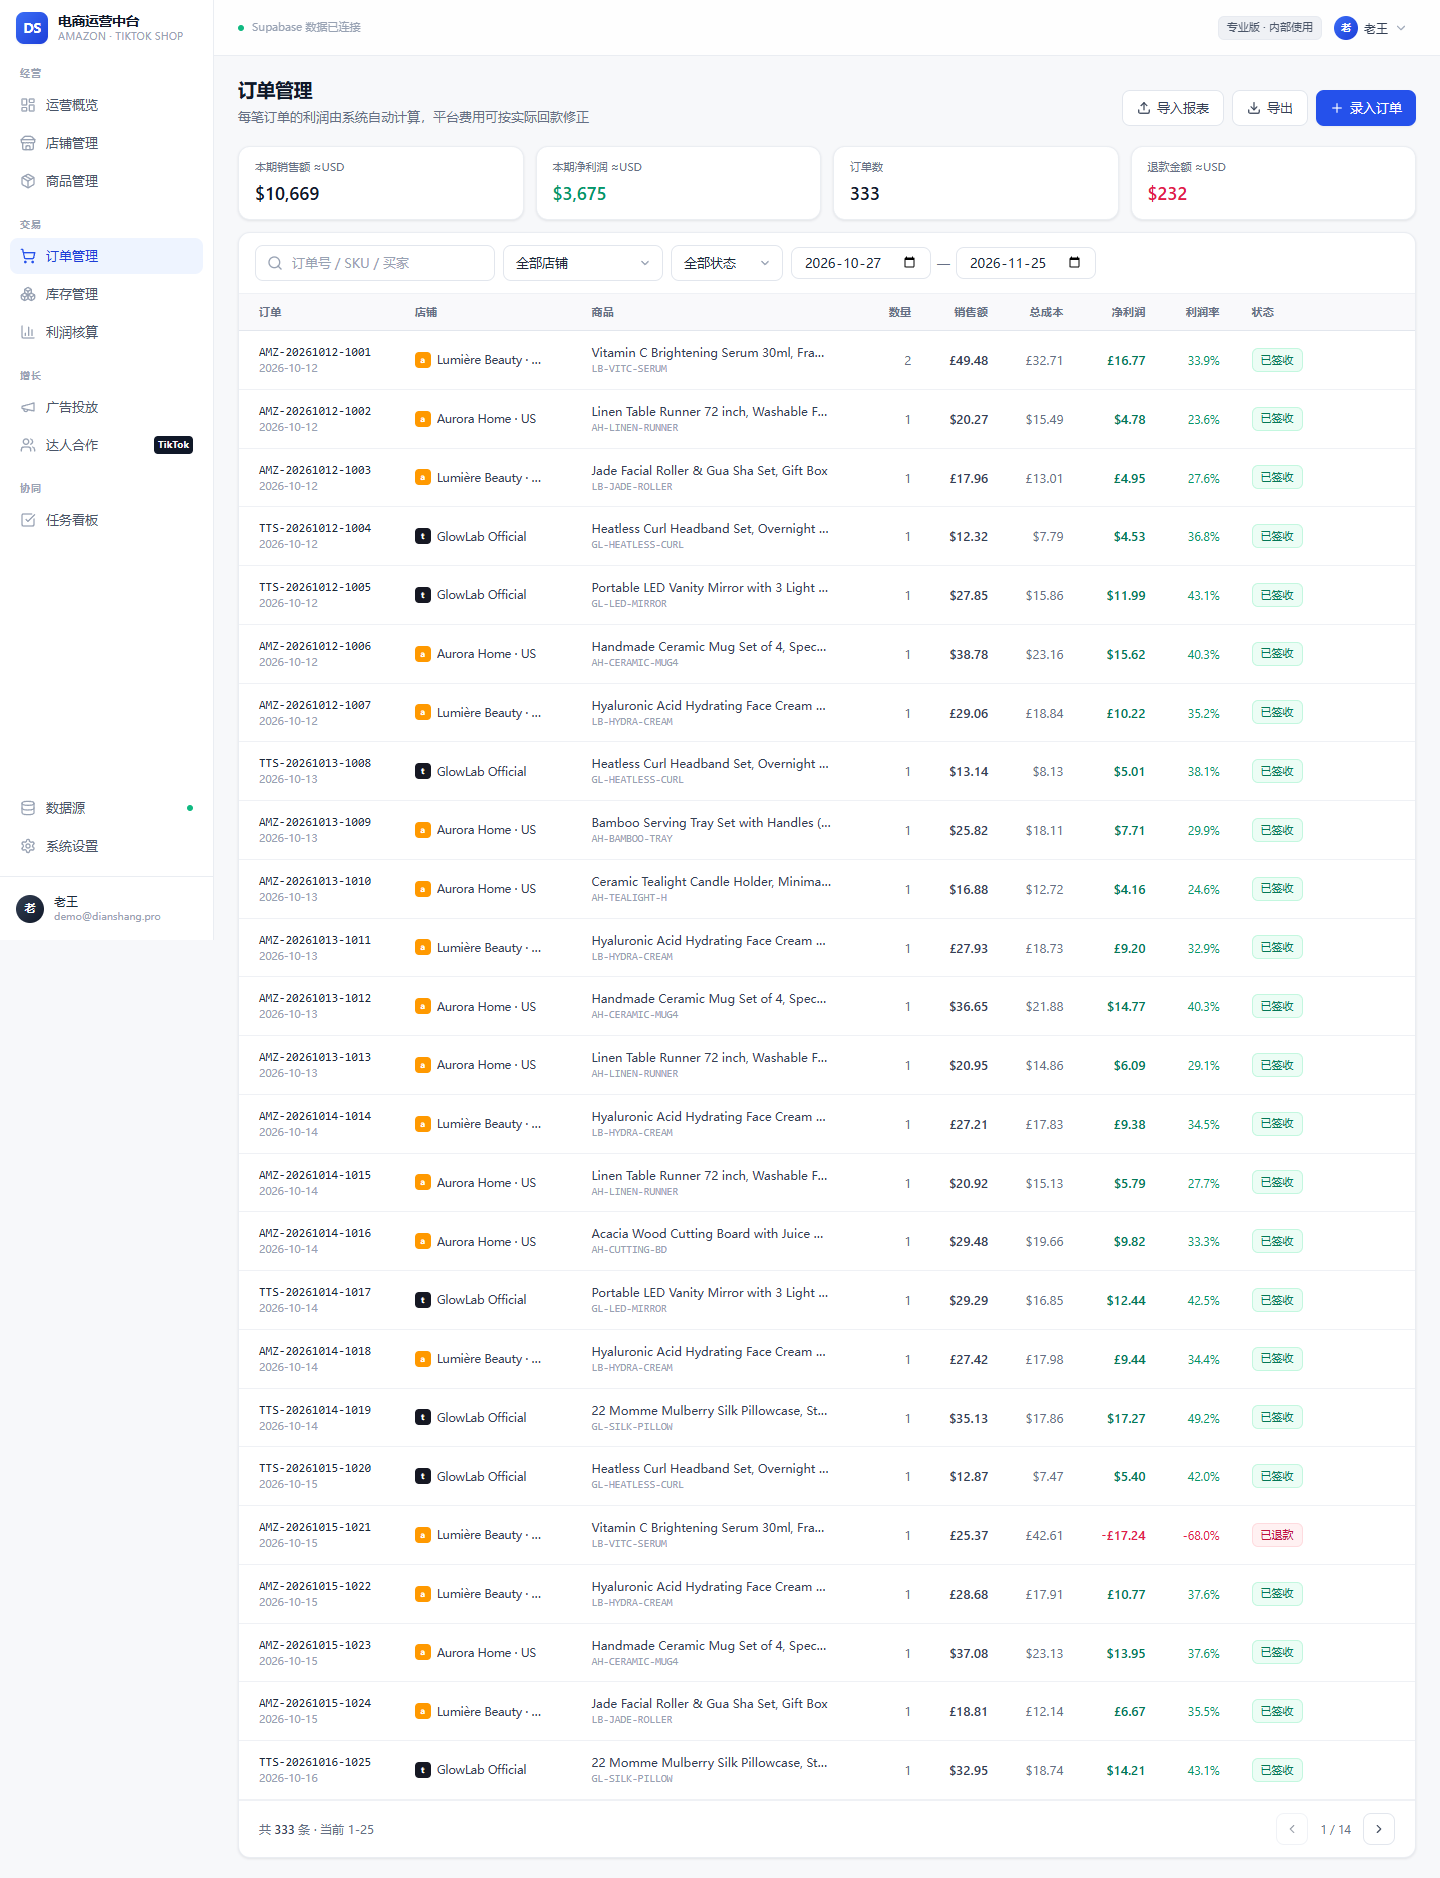 DS
电商运营中台
AMAZON · TIKTOK SHOP
经营
运营概览
店铺管理
商品管理
交易
订单管理
库存管理
利润核算
增长
广告投放
达人合作 TikTok
协同
任务看板
数据源
系统设置
老 老王
demo@dianshang.pro
Supabase 数据已连接
专业版 · 内部使用 老 老王
订单管理
每笔订单的利润由系统自动计算，平台费用可按实际回款修正
导入报表 导出 录入订单
本期销售额 ≈USD
$10,669
本期净利润 ≈USD
$3,675
订单数
333
退款金额 ≈USD
$232
订单号 / SKU / 买家 全部店铺 全部状态 2026-10-27 — 2026-11-25
订单 店铺 商品 数量 销售额 总成本 净利润 利润率 状态
AMZ-20261012-1001 a Lumière Beauty · ... Vitamin C Brightening Serum 30ml, Fra... 2 £49.48 £32.71 £16.77 33.9% 已签收
2026-10-12 LB-VITC-SERUM
AMZ-20261012-1002 a Aurora Home · US Linen Table Runner 72 inch, Washable F... 1 $20.27 $15.49 $4.78 23.6% 已签收
2026-10-12 AH-LINEN-RUNNER
AMZ-20261012-1003 a Lumière Beauty · ... Jade Facial Roller & Gua Sha Set, Gift Box 1 £17.96 £13.01 £4.95 27.6% 已签收
2026-10-12 LB-JADE-ROLLER
TTS-20261012-1004 t GlowLab Official Heatless Curl Headband Set, Overnight ... 1 $12.32 $7.79 $4.53 36.8% 已签收
2026-10-12 GL-HEATLESS-CURL
TTS-20261012-1005 t GlowLab Official Portable LED Vanity Mirror with 3 Light ... 1 $27.85 $15.86 $11.99 43.1% 已签收
2026-10-12 GL-LED-MIRROR
AMZ-20261012-1006 a Aurora Home · US Handmade Ceramic Mug Set of 4, Spec... 1 $38.78 $23.16 $15.62 40.3% 已签收
2026-10-12 AH-CERAMIC-MUG4
AMZ-20261012-1007 a Lumière Beauty · ... Hyaluronic Acid Hydrating Face Cream ... 1 £29.06 £18.84 £10.22 35.2% 已签收
2026-10-12 LB-HYDRA-CREAM
TTS-20261013-1008 t GlowLab Official Heatless Curl Headband Set, Overnight ... 1 $13.14 $8.13 $5.01 38.1% 已签收
2026-10-13 GL-HEATLESS-CURL
AMZ-20261013-1009 a Aurora Home · US Bamboo Serving Tray Set with Handles (... 1 $25.82 $18.11 $7.71 29.9% 已签收
2026-10-13 AH-BAMBOO-TRAY
AMZ-20261013-1010 a Aurora Home · US Ceramic Tealight Candle Holder, Minima... 1 $16.88 $12.72 $4.16 24.6% 已签收
2026-10-13 AH-TEALIGHT-H
AMZ-20261013-1011 a Lumière Beauty · ... Hyaluronic Acid Hydrating Face Cream ... 1 £27.93 £18.73 £9.20 32.9% 已签收
2026-10-13 LB-HYDRA-CREAM
AMZ-20261013-1012 a Aurora Home · US Handmade Ceramic Mug Set of 4, Spec... 1 $36.65 $21.88 $14.77 40.3% 已签收
2026-10-13 AH-CERAMIC-MUG4
AMZ-20261013-1013 a Aurora Home · US Linen Table Runner 72 inch, Washable F... 1 $20.95 $14.86 $6.09 29.1% 已签收
2026-10-13 AH-LINEN-RUNNER
AMZ-20261014-1014 a Lumière Beauty · ... Hyaluronic Acid Hydrating Face Cream ... 1 £27.21 £17.83 £9.38 34.5% 已签收
2026-10-14 LB-HYDRA-CREAM
AMZ-20261014-1015 a Aurora Home · US Linen Table Runner 72 inch, Washable F... 1 $20.92 $15.13 $5.79 27.7% 已签收
2026-10-14 AH-LINEN-RUNNER
AMZ-20261014-1016 a Aurora Home · US Acacia Wood Cutting Board with Juice ... 1 $29.48 $19.66 $9.82 33.3% 已签收
2026-10-14 AH-CUTTING-BD
TTS-20261014-1017 t GlowLab Official Portable LED Vanity Mirror with 3 Light ... 1 $29.29 $16.85 $12.44 42.5% 已签收
2026-10-14 GL-LED-MIRROR
AMZ-20261014-1018 a Lumière Beauty · ... Hyaluronic Acid Hydrating Face Cream ... 1 £27.42 £17.98 £9.44 34.4% 已签收
2026-10-14 LB-HYDRA-CREAM
TTS-20261014-1019 t GlowLab Official 22 Momme Mulberry Silk Pillowcase, St... 1 $35.13 $17.86 $17.27 49.2% 已签收
2026-10-14 GL-SILK-PILLOW
TTS-20261015-1020 t GlowLab Official Heatless Curl Headband Set, Overnight ... 1 $12.87 $7.47 $5.40 42.0% 已签收
2026-10-15 GL-HEATLESS-CURL
AMZ-20261015-1021 a Lumière Beauty · ... Vitamin C Brightening Serum 30ml, Fra... 1 £25.37 £42.61 -£17.24 -68.0% 已退款
2026-10-15 LB-VITC-SERUM
AMZ-20261015-1022 a Lumière Beauty · ... Hyaluronic Acid Hydrating Face Cream ... 1 £28.68 £17.91 £10.77 37.6% 已签收
2026-10-15 LB-HYDRA-CREAM
AMZ-20261015-1023 a Aurora Home · US Handmade Ceramic Mug Set of 4, Spec... 1 $37.08 $23.13 $13.95 37.6% 已签收
2026-10-15 AH-CERAMIC-MUG4
AMZ-20261015-1024 a Lumière Beauty · ... Jade Facial Roller & Gua Sha Set, Gift Box 1 £18.81 £12.14 £6.67 35.5% 已签收
2026-10-15 LB-JADE-ROLLER
TTS-20261016-1025 t GlowLab Official 22 Momme Mulberry Silk Pillowcase, St... 1 $32.95 $18.74 $14.21 43.1% 已签收
2026-10-16 GL-SILK-PILLOW
共 333 条 · 当前 1-25 1 / 14